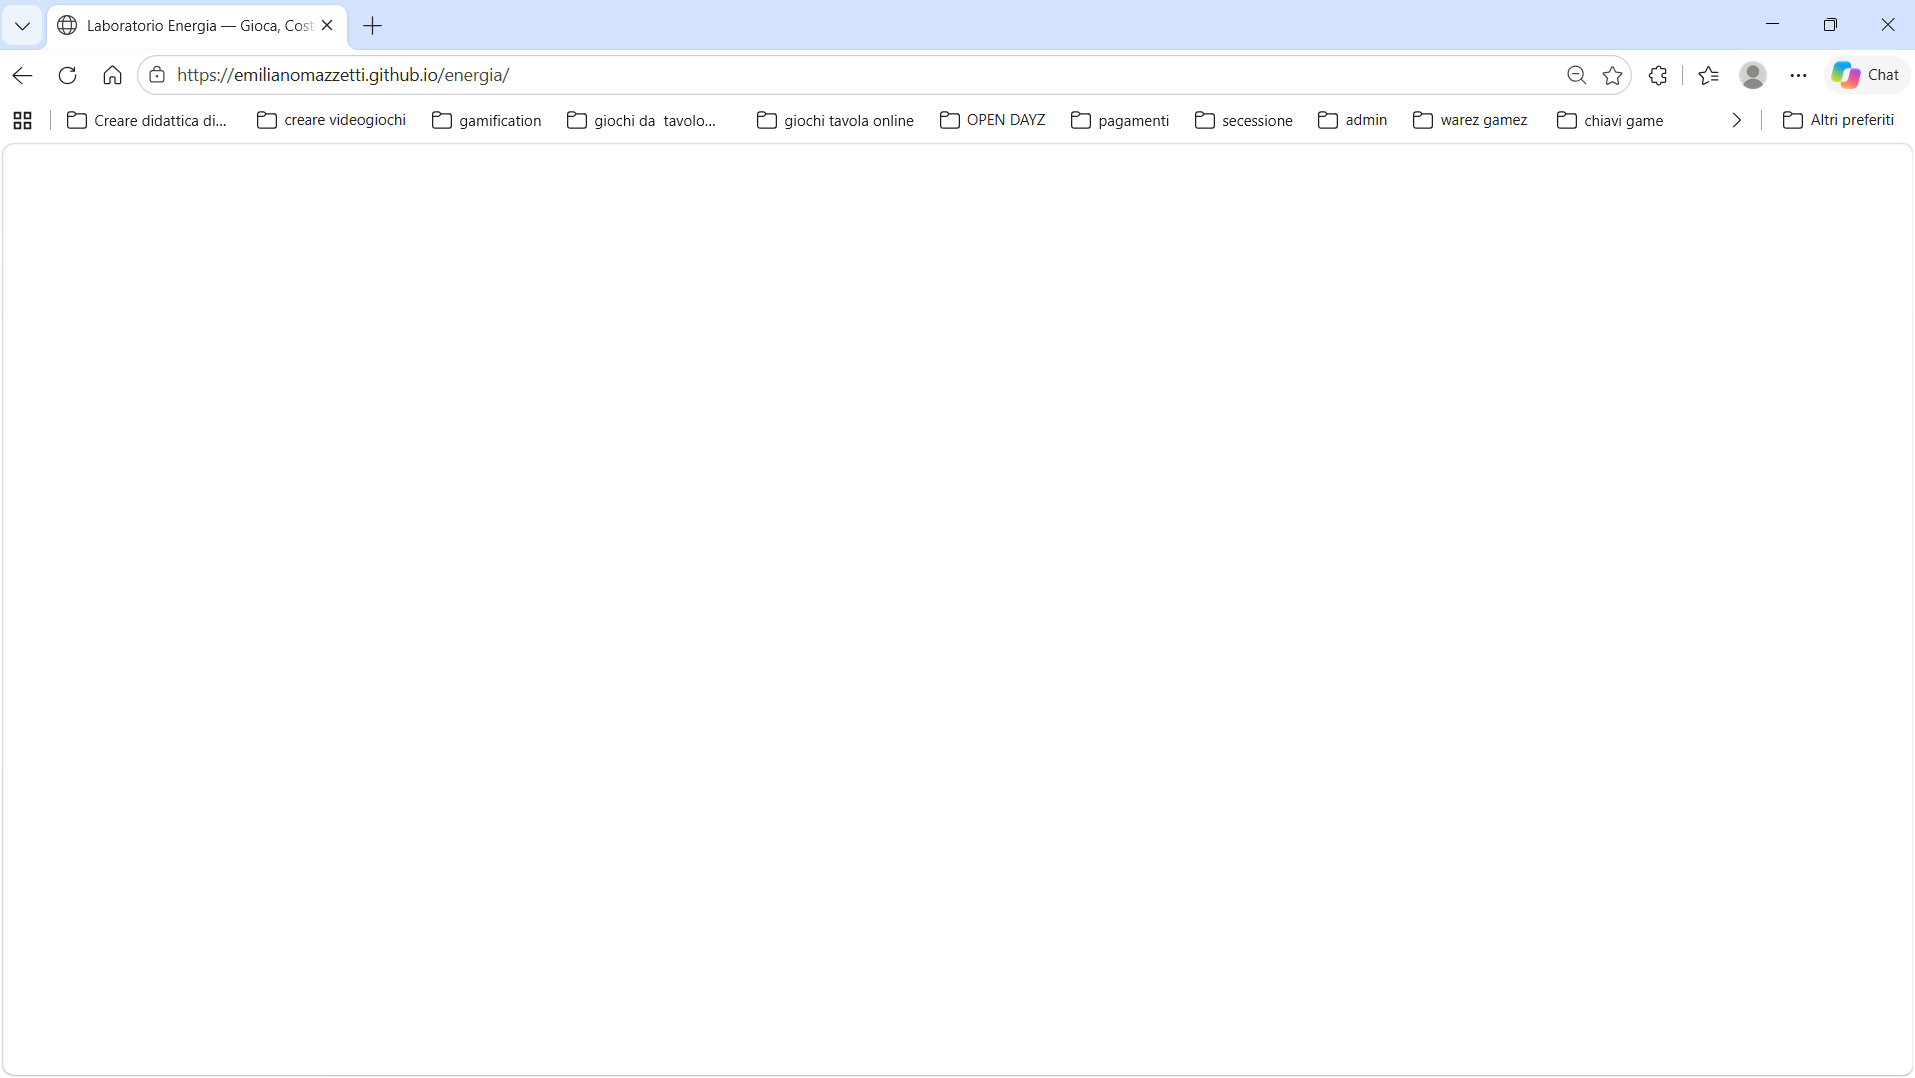 Laboratorio Energia — Gioca, Cost
https://emilianomazzetti.github.io/energia/
Chat
Creare didattica di... creare videogiochi gamification giochi da tavolo... giochi tavola online OPEN DAYZ pagamenti secessione admin warez gamez chiavi game Altri preferiti